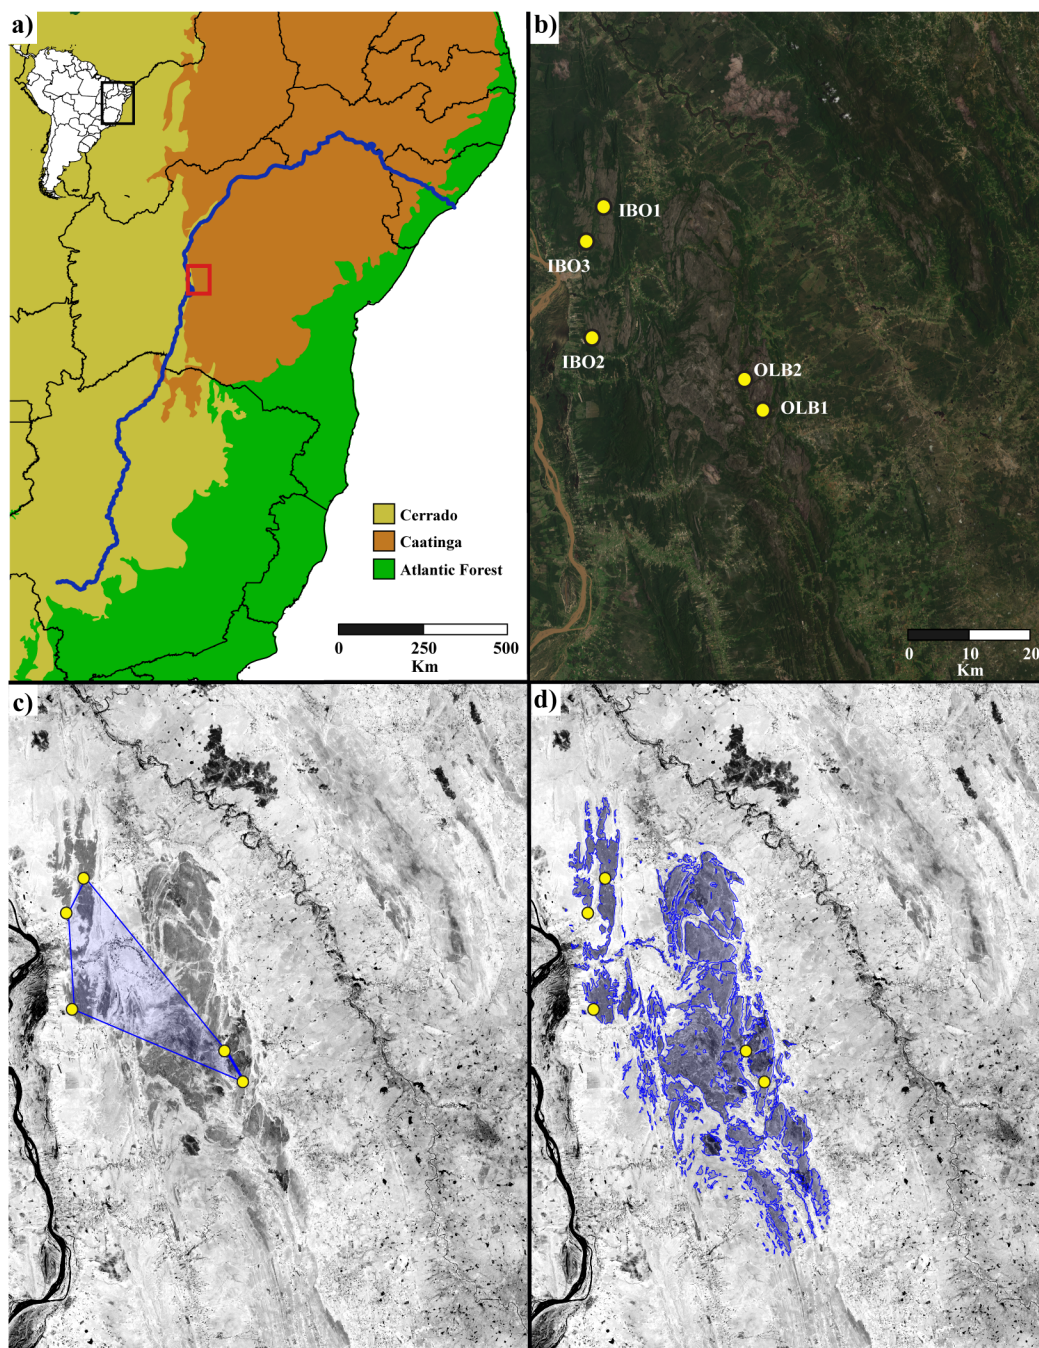 a)
Cerrado
Caatinga
Atlantic Forest
0 250 500
Km
b)
IBO1
IBO3
IBO2
OLB2
OLB1
0 10 20
Km
c)
d)